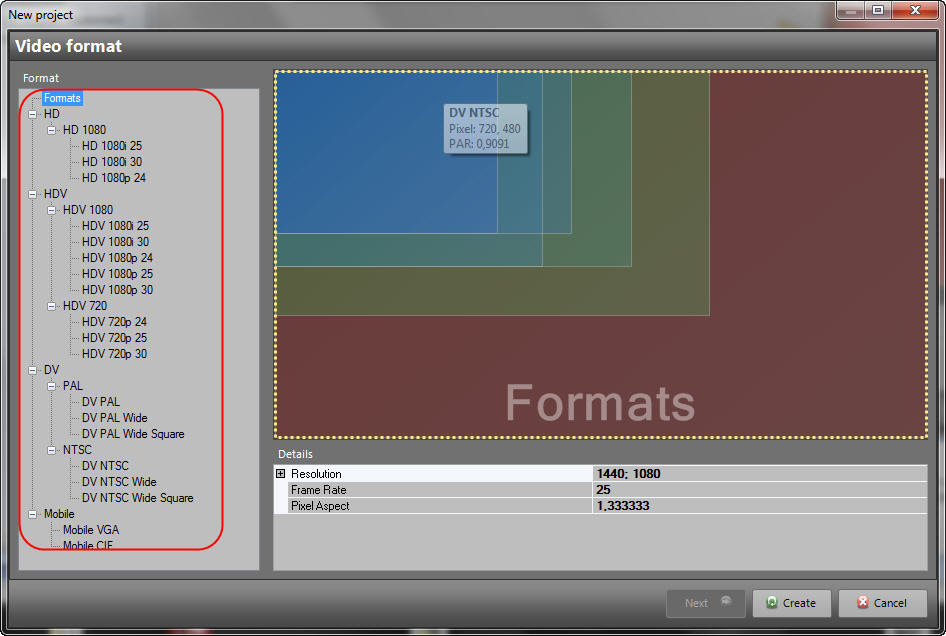 New project
Video format
Format
Formats
HD
HD 1080
HD 1080i 25
HD 1080i 30
HD 1080p 24
HDV
HDV 1080
HDV 1080i 25
HDV 1080i 30
HDV 1080p 24
HDV 1080p 25
HDV 1080p 30
HDV 720
HDV 720p 24
HDV 720p 25
HDV 720p 30
DV
PAL
DV PAL
DV PAL Wide
DV PAL Wide Square
NTSC
DV NTSC
DV NTSC Wide
DV NTSC Wide Square
Mobile
Mobile VGA
Mobile CIF
DV NTSC
Pixel: 720, 480
PAR: 0,9091
Formats
Details
Resolution 1440; 1080
Frame Rate 25
Pixel Aspect 1,333333
Next Create Cancel